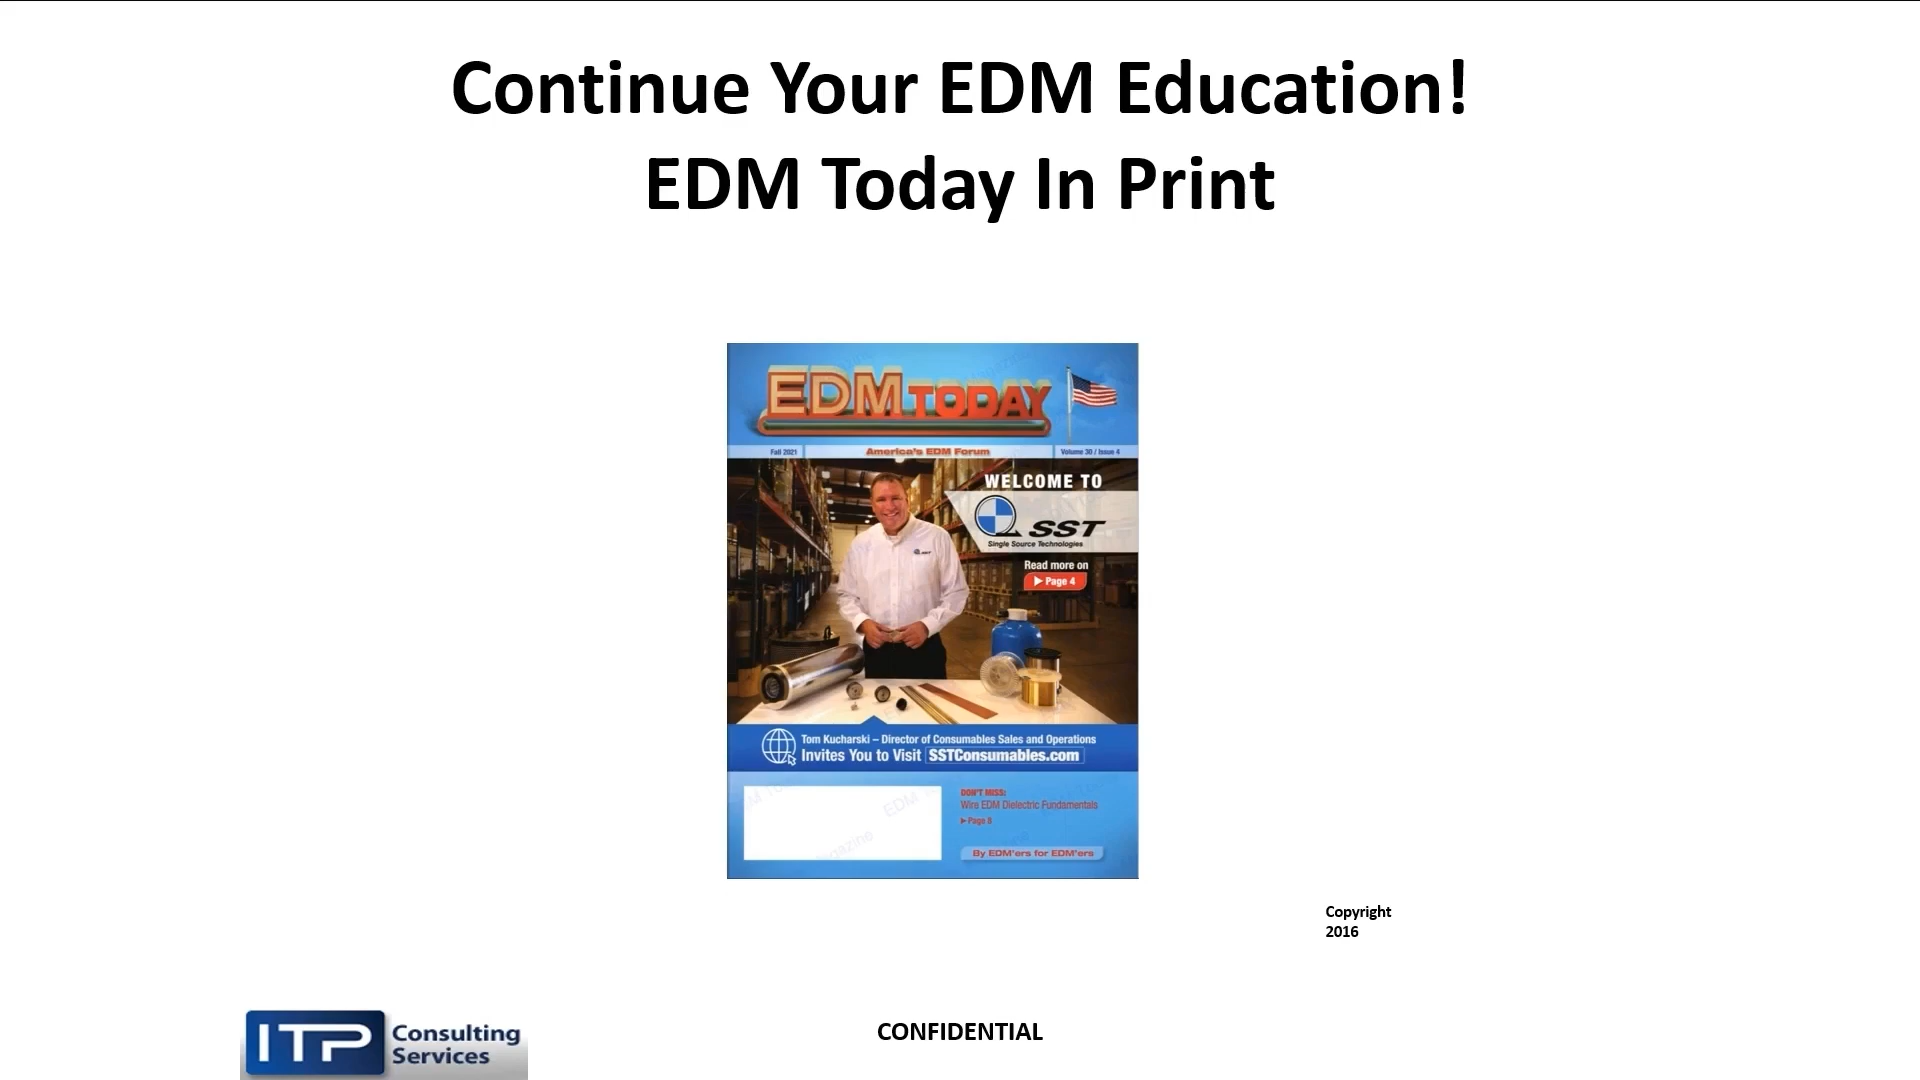 Continue Your EDM Education!
EDM Today In Print
EDM TODAY
Fall 2021
America's EDM Forum
Volume 30 / Issue 4
WELCOME TO
SST
Single Source Technologies
Read more on
▶ Page 4
SST
Tom Kucharski – Director of Consumables Sales and Operations
Invites You to Visit SSTConsumables.com
DON'T MISS:
Wire EDM Dielectric Fundamentals
▶ Page 8
By EDM'ers for EDM'ers
Copyright
2016
ITP Consulting
Services
CONFIDENTIAL